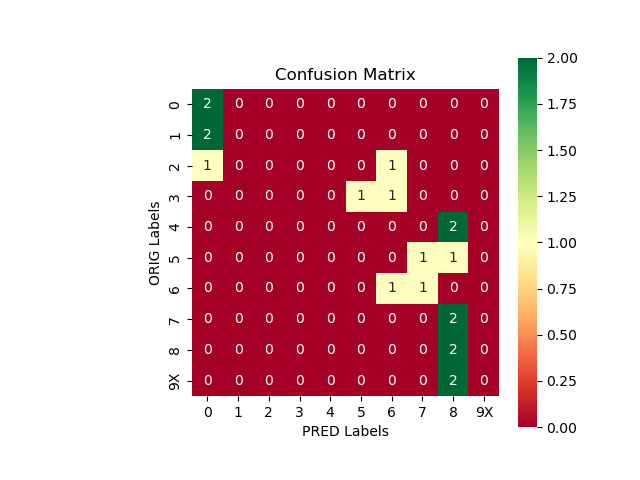 Confusion Matrix
ORIG Labels
0 2 0 0 0 0 0 0 0 0 0
1 2 0 0 0 0 0 0 0 0 0
2 1 0 0 0 0 0 1 0 0 0
3 0 0 0 0 0 1 1 0 0 0
4 0 0 0 0 0 0 0 0 2 0
5 0 0 0 0 0 0 0 1 1 0
6 0 0 0 0 0 0 1 1 0 0
7 0 0 0 0 0 0 0 0 2 0
8 0 0 0 0 0 0 0 0 2 0
9X 0 0 0 0 0 0 0 0 2 0
0 1 2 3 4 5 6 7 8 9X
PRED Labels
2.00
1.75
1.50
1.25
1.00
0.75
0.50
0.25
0.00